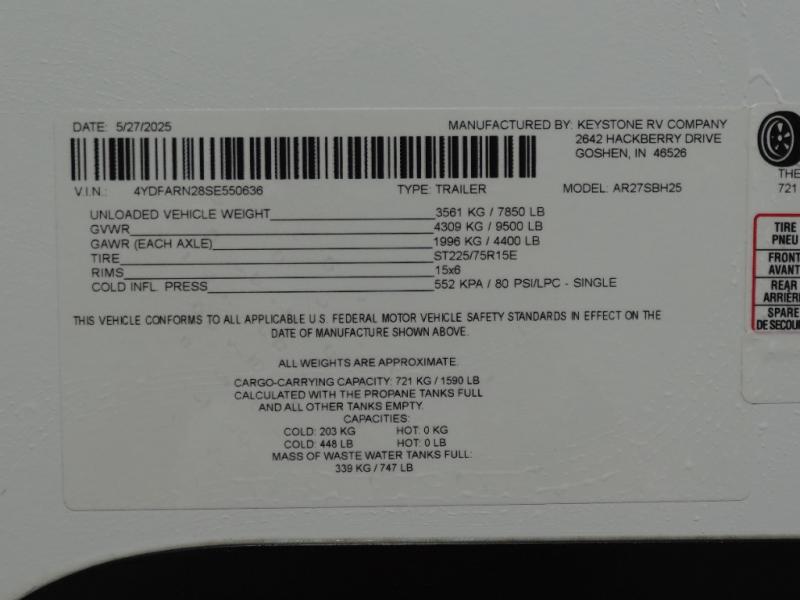 DATE: 5/27/2025
MANUFACTURED BY: KEYSTONE RV COMPANY
2642 HACKBERRY DRIVE
GOSHEN, IN 46526
V.I.N.: 4YDFARN28SE550636 TYPE: TRAILER MODEL: AR27SBH25
UNLOADED VEHICLE WEIGHT 3561 KG / 7850 LB
GVWR 4309 KG / 9500 LB
GAWR (EACH AXLE) 1996 KG / 4400 LB
TIRE ST225/75R15E
RIMS 15x6
COLD INFL. PRESS 552 KPA / 80 PSI/LPC - SINGLE
THIS VEHICLE CONFORMS TO ALL APPLICABLE U.S. FEDERAL MOTOR VEHICLE SAFETY STANDARDS IN EFFECT ON THE
DATE OF MANUFACTURE SHOWN ABOVE.
ALL WEIGHTS ARE APPROXIMATE.
CARGO-CARRYING CAPACITY: 721 KG / 1590 LB
CALCULATED WITH THE PROPANE TANKS FULL
AND ALL OTHER TANKS EMPTY.
CAPACITIES:
COLD: 203 KG HOT: 0 KG
COLD: 448 LB HOT: 0 LB
MASS OF WASTE WATER TANKS FULL:
339 KG / 747 LB
THE
721
TIRE
PNEU
FRONT
AVANT
REAR
ARRIÈRE
SPARE
DE SECOU